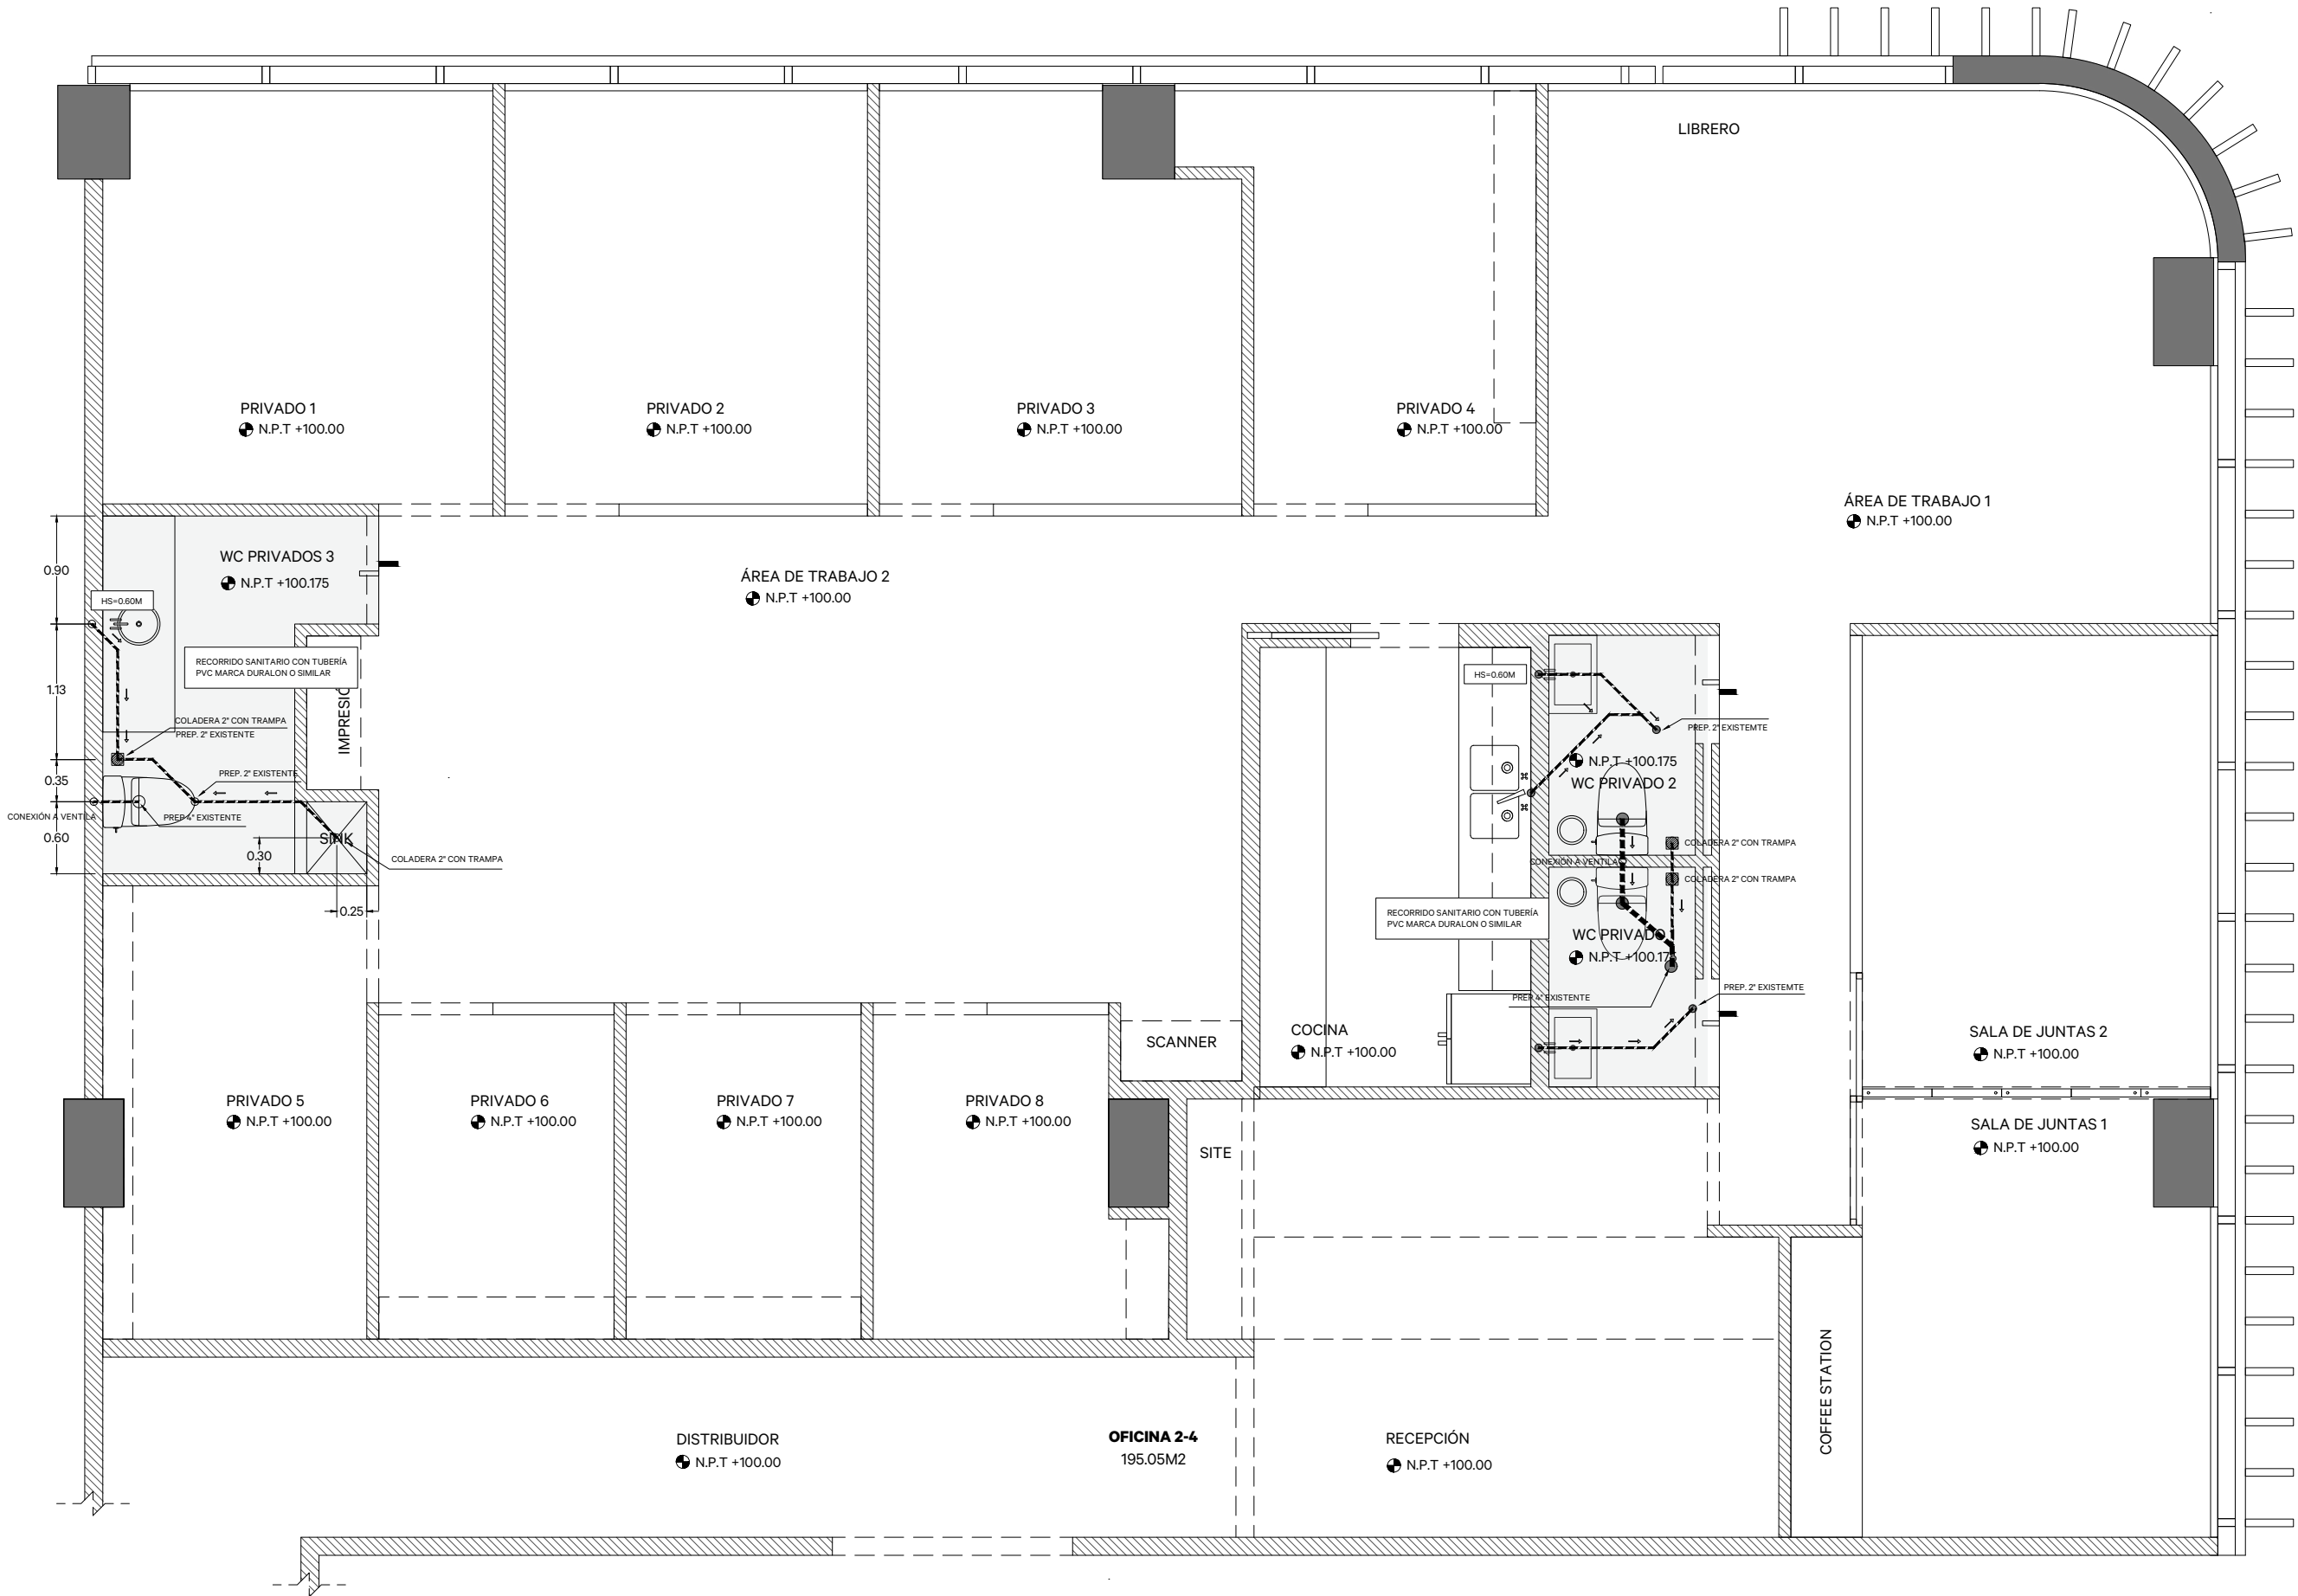 LIBRERO
PRIVADO 1
N.P.T +100.00
PRIVADO 2
N.P.T +100.00
PRIVADO 3
N.P.T +100.00
PRIVADO 4
N.P.T +100.00
ÁREA DE TRABAJO 1
N.P.T +100.00
WC PRIVADOS 3
N.P.T +100.175
0.90
HS=0.60M
ÁREA DE TRABAJO 2
N.P.T +100.00
RECORRIDO SANITARIO CON TUBERÍA
PVC MARCA DURALON O SIMILAR
1.13
COLADERA 2" CON TRAMPA
PREP. 2" EXISTENTE
PREP. 2" EXISTENTE
0.35
CONEXIÓN A VENTILA
PREP 4" EXISTENTE
0.60
SINK
0.30
COLADERA 2" CON TRAMPA
0.25
HS=0.60M
PREP. 2" EXISTEMTE
N.P.T +100.175
WC PRIVADO 2
COLADERA 2" CON TRAMPA
CONEXIÓN A VENTILA
COLADERA 2" CON TRAMPA
RECORRIDO SANITARIO CON TUBERÍA
PVC MARCA DURALON O SIMILAR
WC PRIVADO
PREP. 2" EXISTEMTE
PREP 4" EXISTENTE
COCINA
N.P.T +100.00
SCANNER
SALA DE JUNTAS 2
N.P.T +100.00
SALA DE JUNTAS 1
N.P.T +100.00
PRIVADO 5
N.P.T +100.00
PRIVADO 6
N.P.T +100.00
PRIVADO 7
N.P.T +100.00
PRIVADO 8
N.P.T +100.00
SITE
COFFEE STATION
DISTRIBUIDOR
N.P.T +100.00
OFICINA 2-4
195.05M2
RECEPCIÓN
N.P.T +100.00